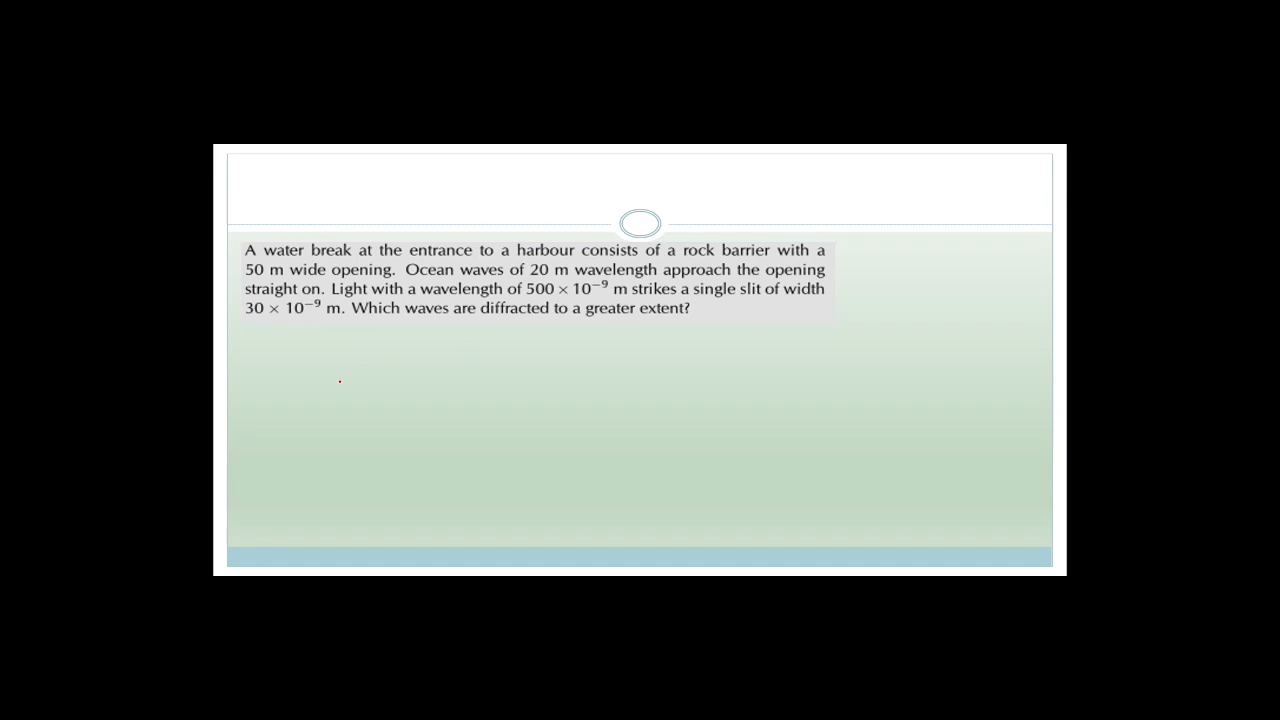 A water break at the entrance to a harbour consists of a rock barrier with a
50 m wide opening. Ocean waves of 20 m wavelength approach the opening
straight on. Light with a wavelength of 500 × 10⁻⁹ m strikes a single slit of width
30 × 10⁻⁹ m. Which waves are diffracted to a greater extent?